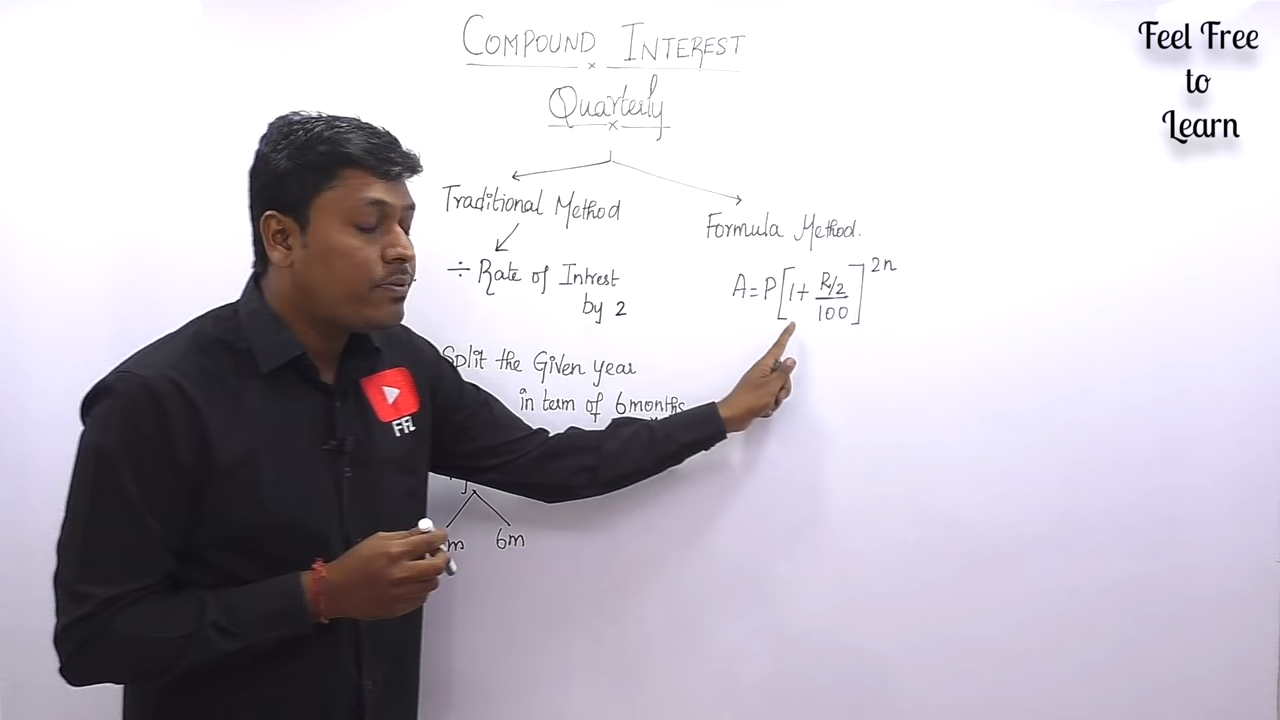 COMPOUND INTEREST
Quarterly
Traditional Method
Formula Method.
÷ Rate of Intrest
by 2
A=P[1+ R/2 / 100]^2n
Split the Given year
in term of 6months
6m
Feel Free
to
Learn
FFL